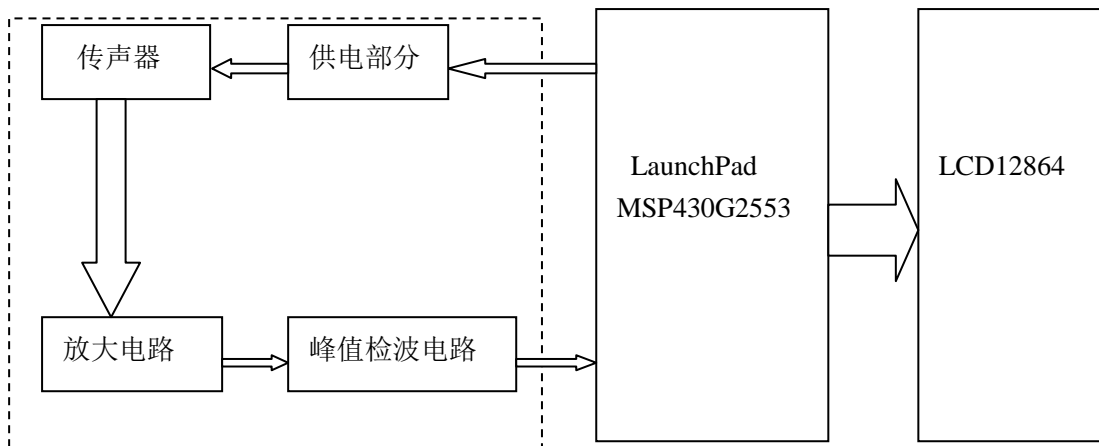 传声器
供电部分
LaunchPad
MSP430G2553
LCD12864
放大电路
峰值检波电路